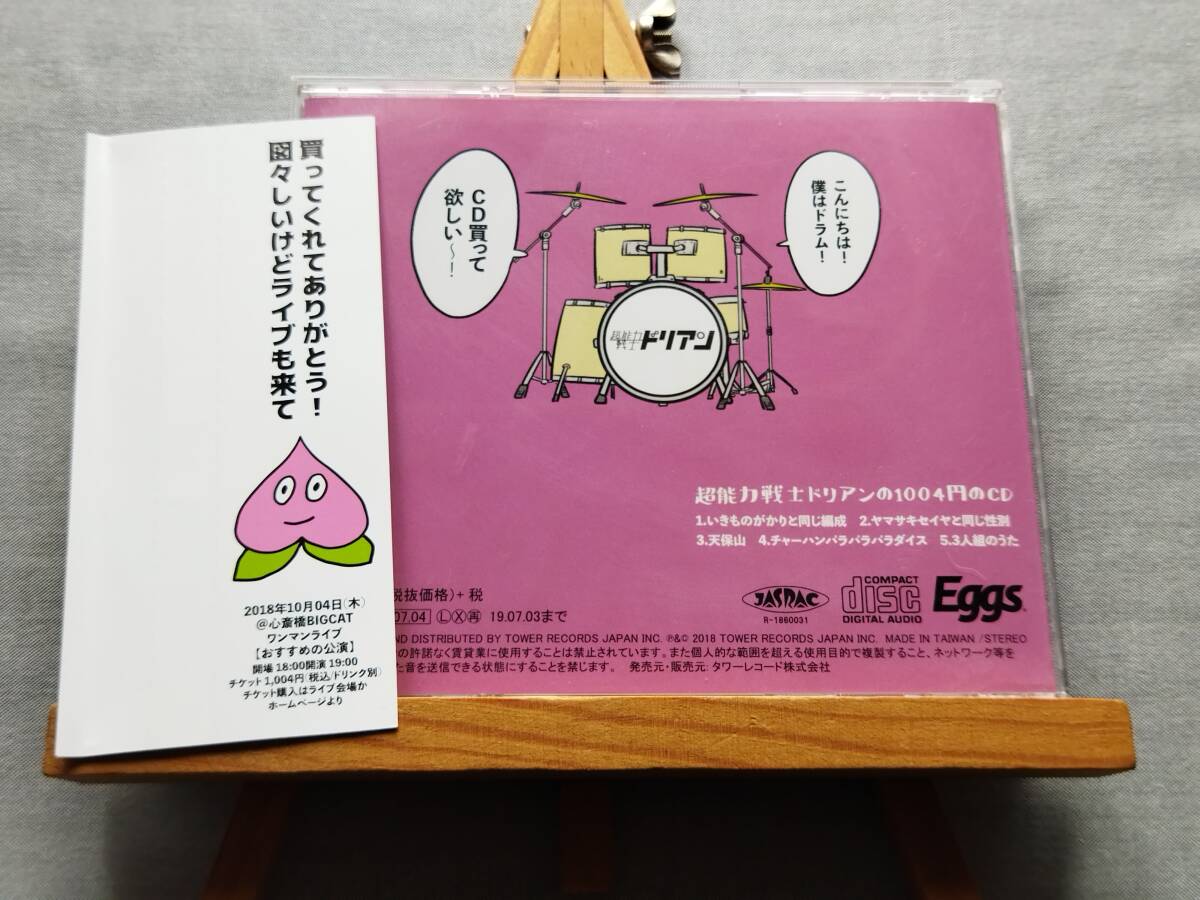 買ってくれてありがとう!
図々しいけどライブも来て
2018年10月04日(木)
@心斎橋BIGCAT
ワンマンライブ
【おすすめの公演】
開場18:00開演19:00
チケット1,004円(税込/ドリンク別)
チケット購入はライブ会場か
ホームページより
こんにちは!
僕はドラム!
CD買って
欲しい〜!
超能力戦士ドリアン
超能力戦士ドリアンの1004円のCD
1.いきものがかりと同じ編成 2.ヤマサキセイヤと同じ性別
3.天保山 4.チャーハンパラパラパラダイス 5.3人組のうた
税抜価格)+税
07.04 Ⓛ Ⓧ 再 19.07.03まで
JASRAC
R-1860031
COMPACT
disc
DIGITAL AUDIO
Eggs
ND DISTRIBUTED BY TOWER RECORDS JAPAN INC. ℗&© 2018 TOWER RECORDS JAPAN INC. MADE IN TAIWAN /STEREO
の許諾なく賃貸業に使用することは禁止されています。また個人的な範囲を超える使用目的で複製すること、ネットワーク等を
た音を送信できる状態にすることを禁じます。 発売元・販売元:タワーレコード株式会社